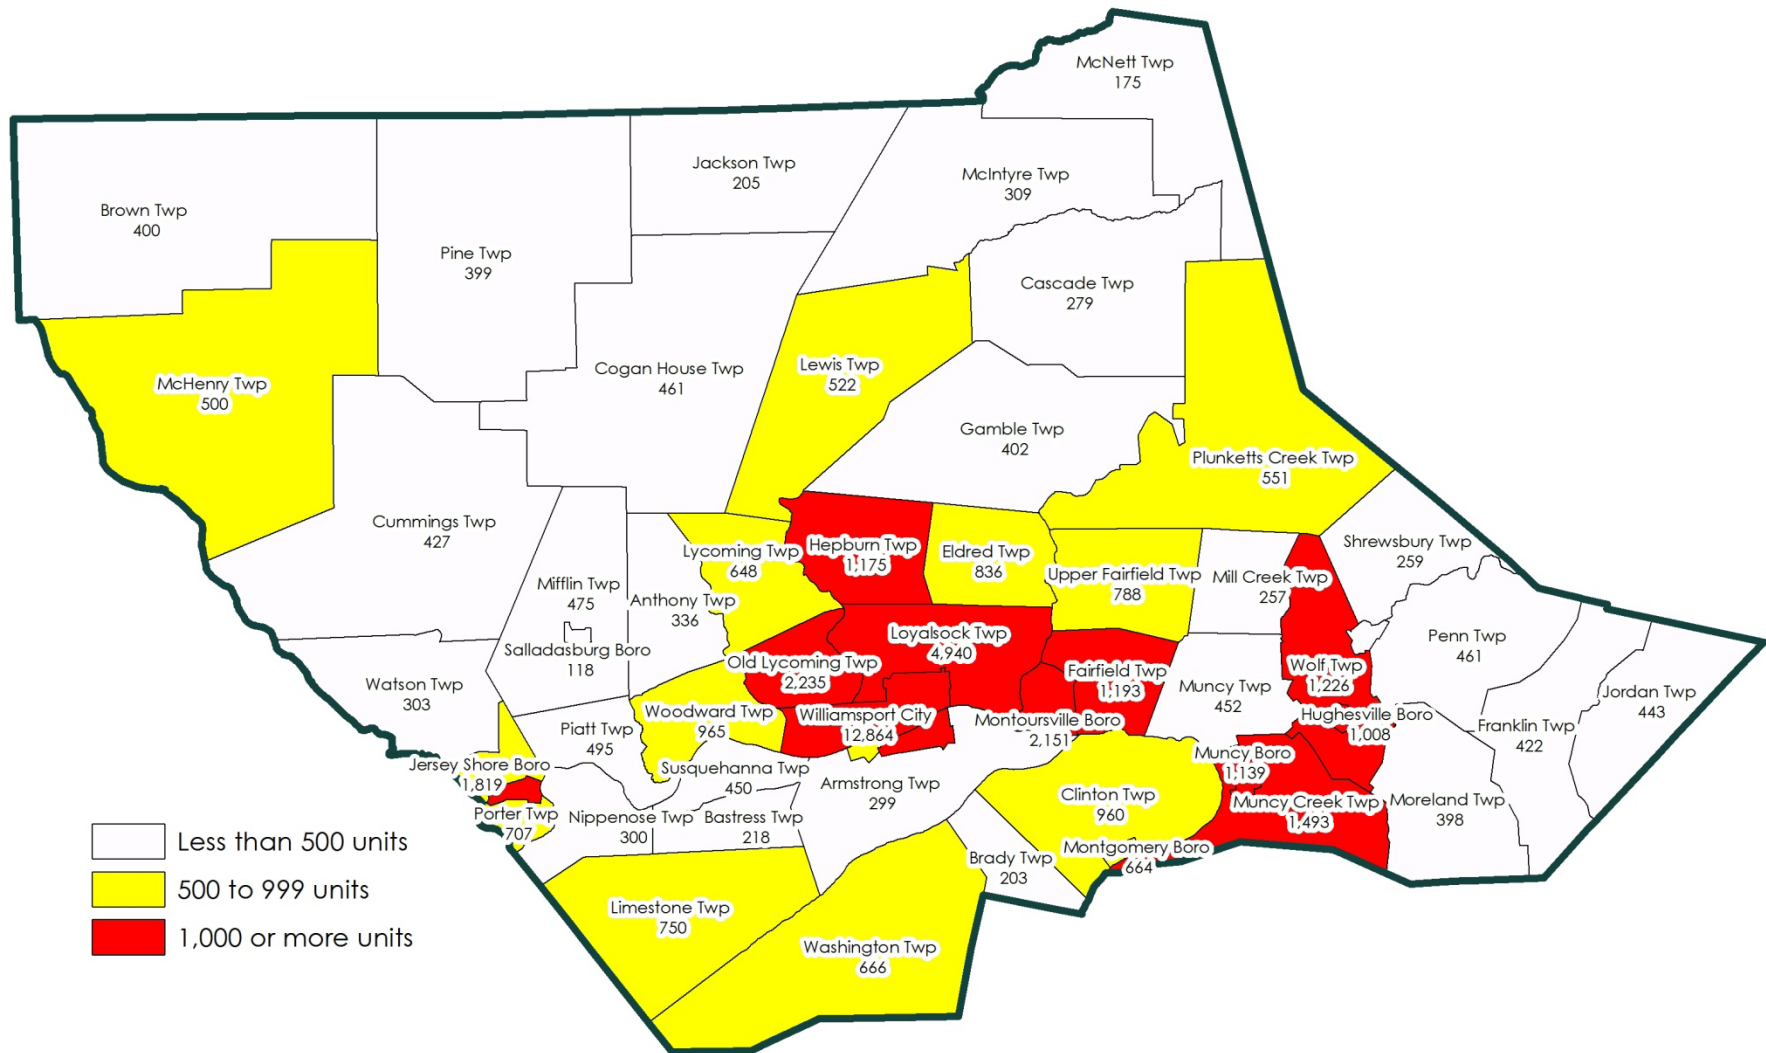 McNett Twp
175
Jackson Twp
205
McIntyre Twp
309
Brown Twp
400
Pine Twp
399
Cascade Twp
279
McHenry Twp
500
Cogan House Twp
461
Lewis Twp
522
Gamble Twp
402
Plunketts Creek Twp
551
Cummings Twp
427
Lycoming Twp
648
Hepburn Twp
1,175
Eldred Twp
836
Upper Fairfield Twp
788
Mill Creek Twp
257
Shrewsbury Twp
259
Mifflin Twp
475
Anthony Twp
336
Salladasburg Boro
118
Loyalsock Twp
4,940
Penn Twp
461
Old Lycoming Twp
2,235
Fairfield Twp
1,193
Wolf Twp
1,226
Watson Twp
303
Muncy Twp
452
Jordan Twp
443
Woodward Twp
965
Williamsport City
12,864
Montoursville Boro
2,151
Hughesville Boro
1,008
Franklin Twp
422
Piatt Twp
495
Jersey Shore Boro
1,819
Susquehanna Twp
450
Armstrong Twp
299
Muncy Boro
1,139
Clinton Twp
960
Muncy Creek Twp
1,493
Moreland Twp
398
Porter Twp
707
Nippenose Twp
300
Bastress Twp
218
Brady Twp
203
Montgomery Boro
664
Limestone Twp
750
Washington Twp
666
Less than 500 units
500 to 999 units
1,000 or more units